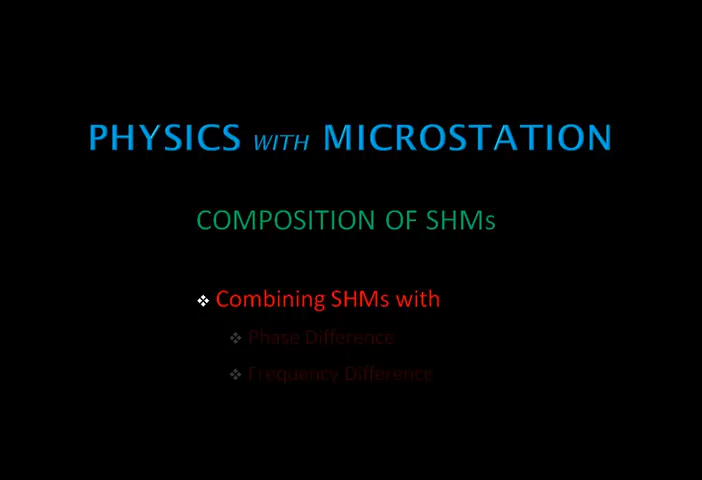 PHYSICS WITH MICROSTATION
COMPOSITION OF SHMs
Combining SHMs with
Phase Difference
Frequency Difference